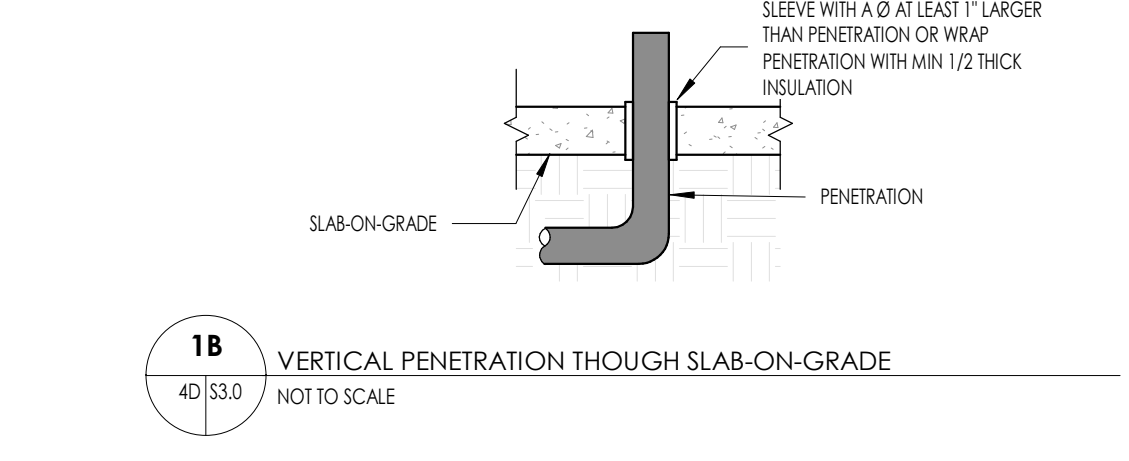 SLEEVE WITH A Ø AT LEAST 1" LARGER
THAN PENETRATION OR WRAP
PENETRATION WITH MIN 1/2 THICK
INSULATION
PENETRATION
SLAB-ON-GRADE
1B
4D S3.0
VERTICAL PENETRATION THOUGH SLAB-ON-GRADE
NOT TO SCALE